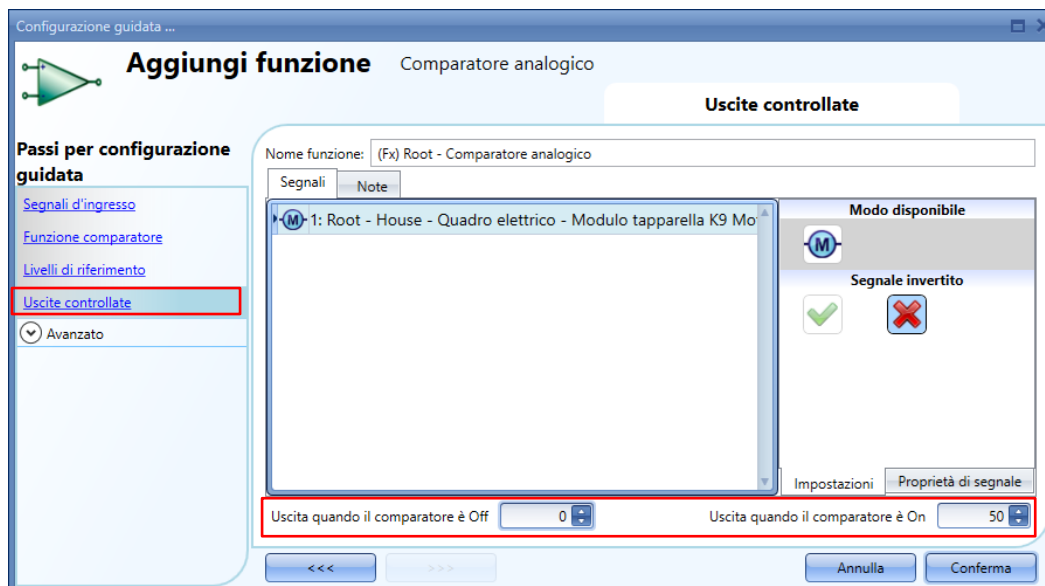 Configurazione guidata ...
Aggiungi funzione Comparatore analogico
Uscite controllate
Passi per configurazione
guidata
Segnali d'ingresso
Funzione comparatore
Livelli di riferimento
Uscite controllate
Avanzato
Nome funzione: (Fx) Root - Comparatore analogico
Segnali Note
M 1: Root - House - Quadro elettrico - Modulo tapparella K9 Mo
Modo disponibile
M
Segnale invertito
Impostazioni Proprietà di segnale
Uscita quando il comparatore è Off 0 Uscita quando il comparatore è On 50
<<< >>> Annulla Conferma